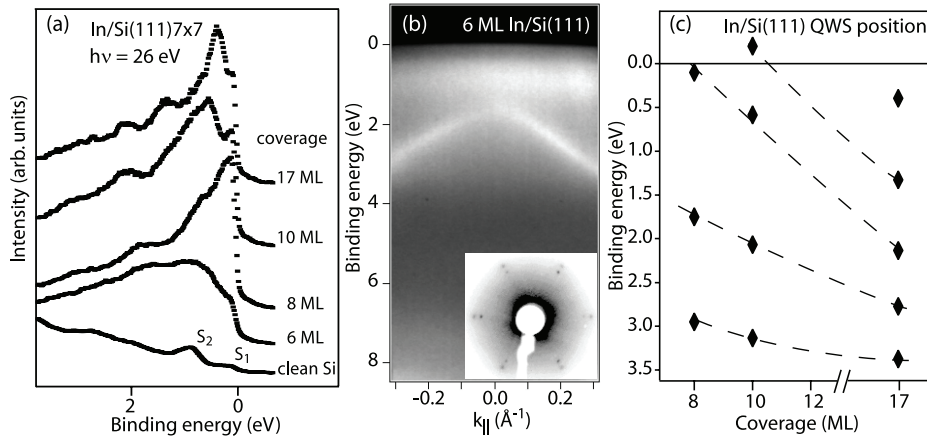 (a)
In/Si(111)7x7
hν = 26 eV
coverage
17 ML
10 ML
8 ML
6 ML
S2
S1
clean Si
Intensity (arb. units)
2
0
Binding energy (eV)
(b)
6 ML In/Si(111)
0
2
4
6
8
Binding energy (eV)
-0.2
0.0
0.2
k|| (Å-1)
(c)
In/Si(111) QWS position
0.0
0.5
1.0
1.5
2.0
2.5
3.0
3.5
Binding energy (eV)
8
10
12
17
Coverage (ML)